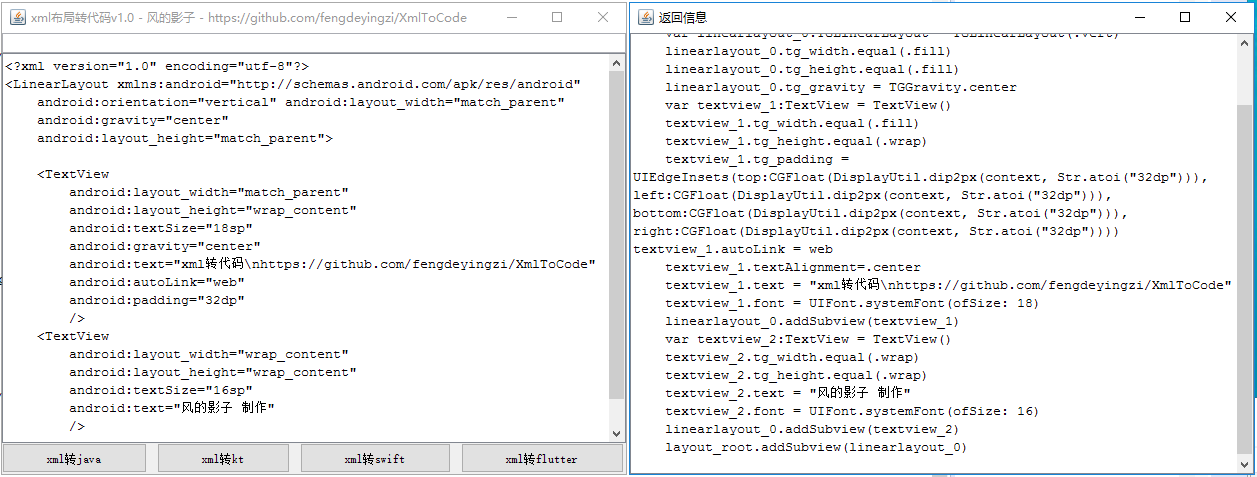 xml布局转代码v1.0 - 风的影子 - https://github.com/fengdeyingzi/XmlToCode
<?xml version="1.0" encoding="utf-8"?>
<LinearLayout xmlns:android="http://schemas.android.com/apk/res/android"
    android:orientation="vertical" android:layout_width="match_parent"
    android:gravity="center"
    android:layout_height="match_parent">
    <TextView
        android:layout_width="match_parent"
        android:layout_height="wrap_content"
        android:textSize="18sp"
        android:gravity="center"
        android:text="xml转代码\nhttps://github.com/fengdeyingzi/XmlToCode"
        android:autoLink="web"
        android:padding="32dp"
        />
    <TextView
        android:layout_width="wrap_content"
        android:layout_height="wrap_content"
        android:textSize="16sp"
        android:text="风的影子 制作"
        />
xml转java
xml转kt
xml转swift
xml转flutter
返回信息
    var linearlayout_0:TGLinearLayout = TGLinearLayout(.vert)
    linearlayout_0.tg_width.equal(.fill)
    linearlayout_0.tg_height.equal(.fill)
    linearlayout_0.tg_gravity = TGGravity.center
    var textview_1:TextView = TextView()
    textview_1.tg_width.equal(.fill)
    textview_1.tg_height.equal(.wrap)
    textview_1.tg_padding =
UIEdgeInsets(top:CGFloat(DisplayUtil.dip2px(context, Str.atoi("32dp"))),
left:CGFloat(DisplayUtil.dip2px(context, Str.atoi("32dp"))),
bottom:CGFloat(DisplayUtil.dip2px(context, Str.atoi("32dp"))),
right:CGFloat(DisplayUtil.dip2px(context, Str.atoi("32dp"))))
textview_1.autoLink = web
    textview_1.textAlignment=.center
    textview_1.text = "xml转代码\nhttps://github.com/fengdeyingzi/XmlToCode"
    textview_1.font = UIFont.systemFont(ofSize: 18)
    linearlayout_0.addSubview(textview_1)
    var textview_2:TextView = TextView()
    textview_2.tg_width.equal(.wrap)
    textview_2.tg_height.equal(.wrap)
    textview_2.text = "风的影子 制作"
    textview_2.font = UIFont.systemFont(ofSize: 16)
    linearlayout_0.addSubview(textview_2)
    layout_root.addSubview(linearlayout_0)